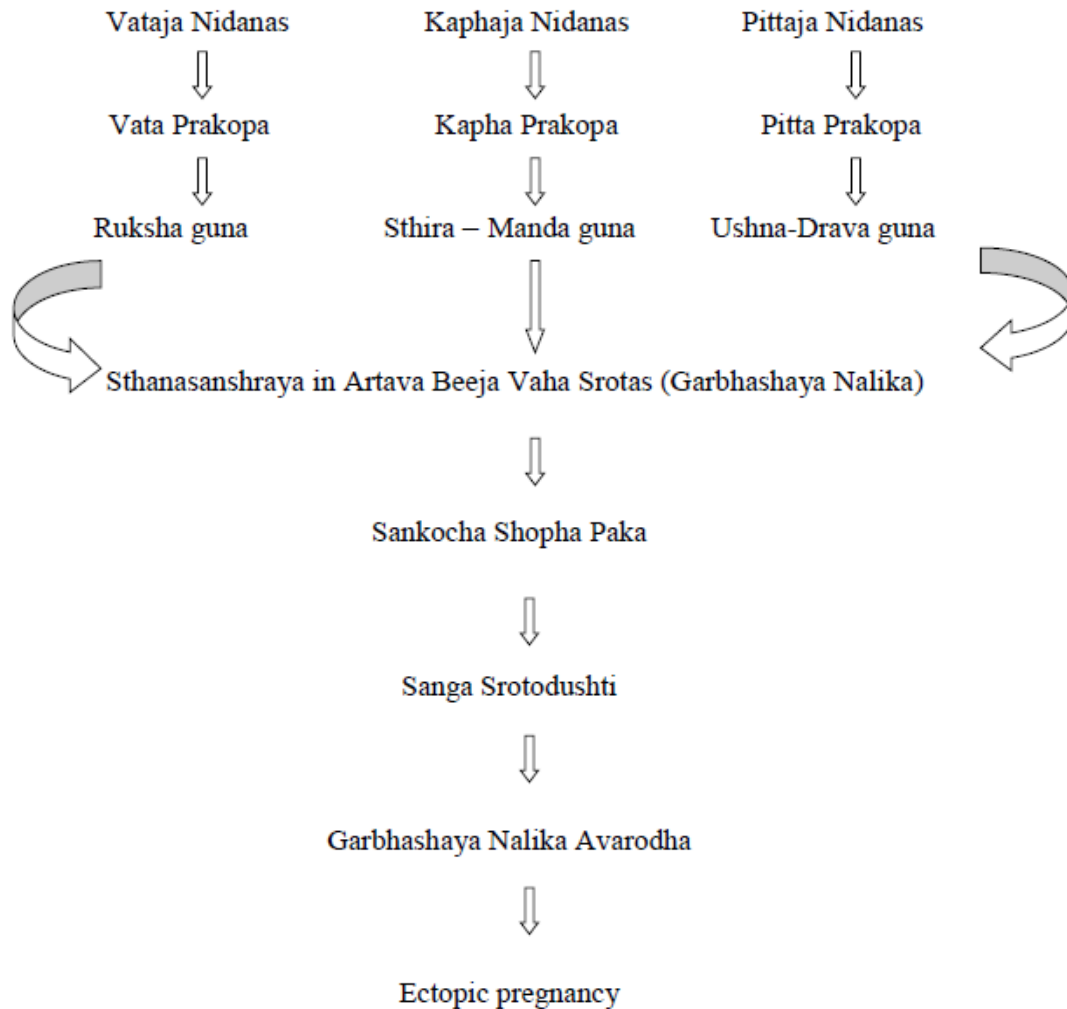 Vataja Nidanas Kaphaja Nidanas Pittaja Nidanas
Vata Prakopa Kapha Prakopa Pitta Prakopa
Ruksha guna Sthira – Manda guna Ushna-Drava guna
Sthanasanshraya in Artava Beeja Vaha Srotas (Garbhashaya Nalika)
Sankocha Shopha Paka
Sanga Srotodushti
Garbhashaya Nalika Avarodha
Ectopic pregnancy